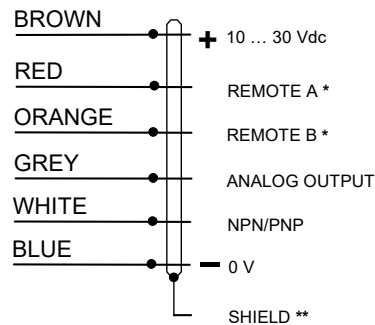 BROWN + 10 … 30 Vdc
RED REMOTE A *
ORANGE REMOTE B *
GREY ANALOG OUTPUT
WHITE NPN/PNP
BLUE − 0 V
SHIELD **